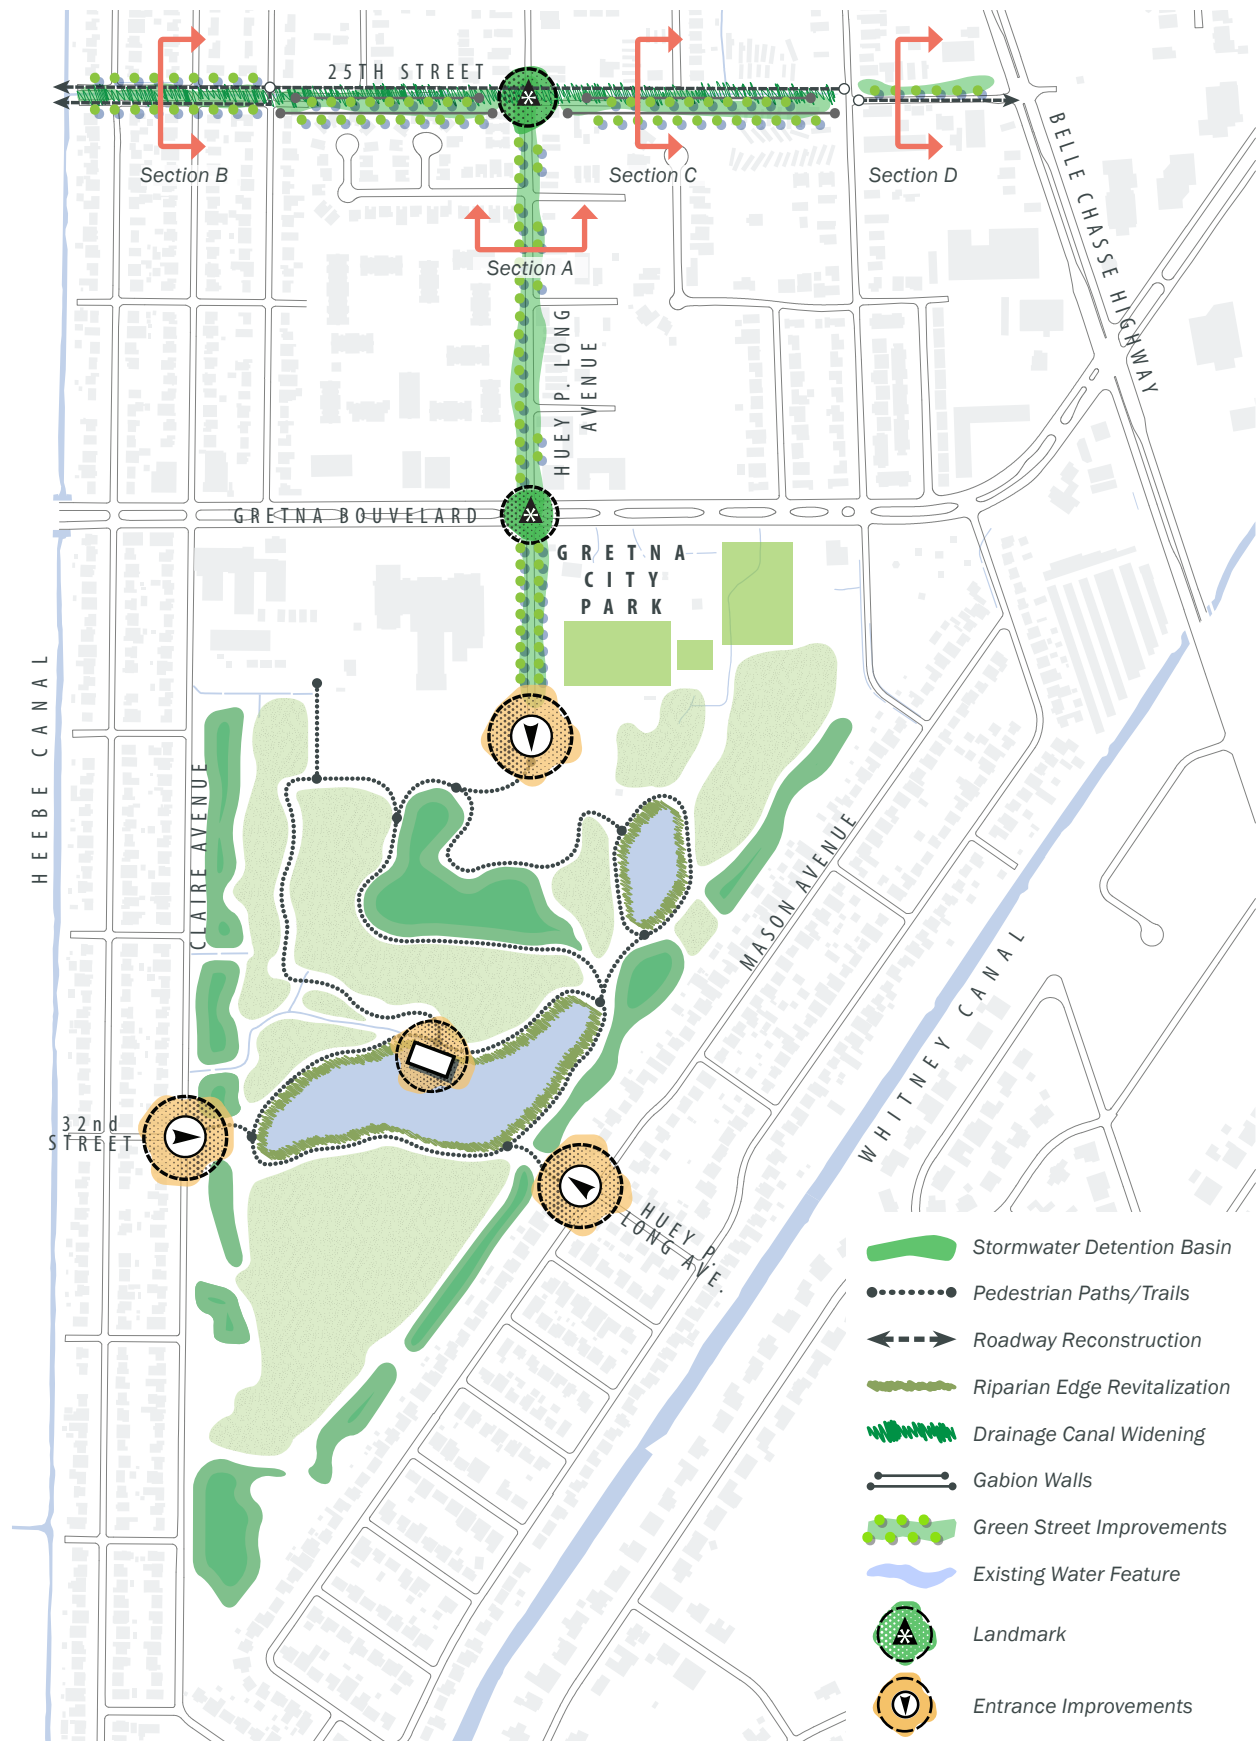 25TH STREET
Section B
Section C
Section D
BELLE CHASSE HIGHWAY
Section A
HUEY P. LONG
AVENUE
GRETNA BOUVELARD
GRETNA
CITY
PARK
HEEBE CANAL
CLAIRE AVENUE
MASON AVENUE
WHITNEY CANAL
32nd
STREET
HUEY P.
LONG AVE.
Stormwater Detention Basin
Pedestrian Paths/Trails
Roadway Reconstruction
Riparian Edge Revitalization
Drainage Canal Widening
Gabion Walls
Green Street Improvements
Existing Water Feature
Landmark
Entrance Improvements